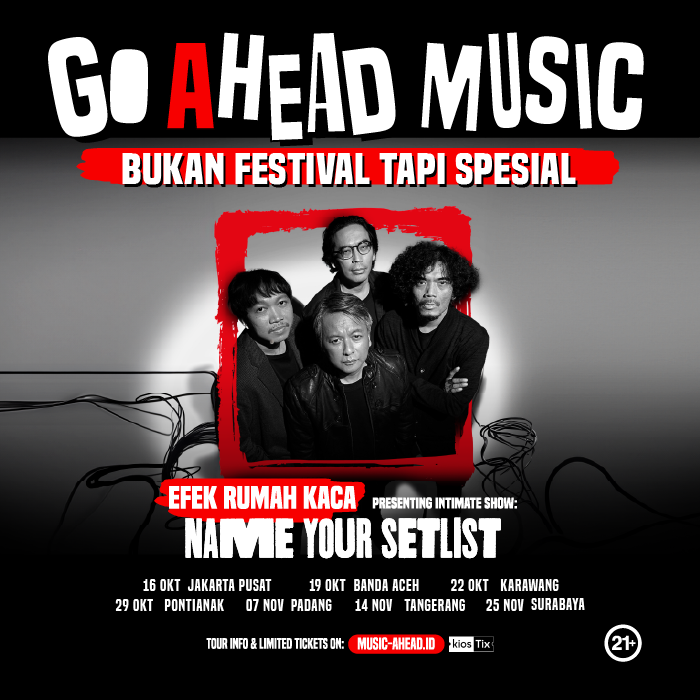 GO AHEAD MUSIC
BUKAN FESTIVAL TAPI SPESIAL
EFEK RUMAH KACA PRESENTING INTIMATE SHOW:
NAME YOUR SETLIST
16 OKT JAKARTA PUSAT 19 OKT BANDA ACEH 22 OKT KARAWANG
29 OKT PONTIANAK 07 NOV PADANG 14 NOV TANGERANG 25 NOV SURABAYA
TOUR INFO & LIMITED TICKETS ON: MUSIC-AHEAD.ID kios Tix
21+